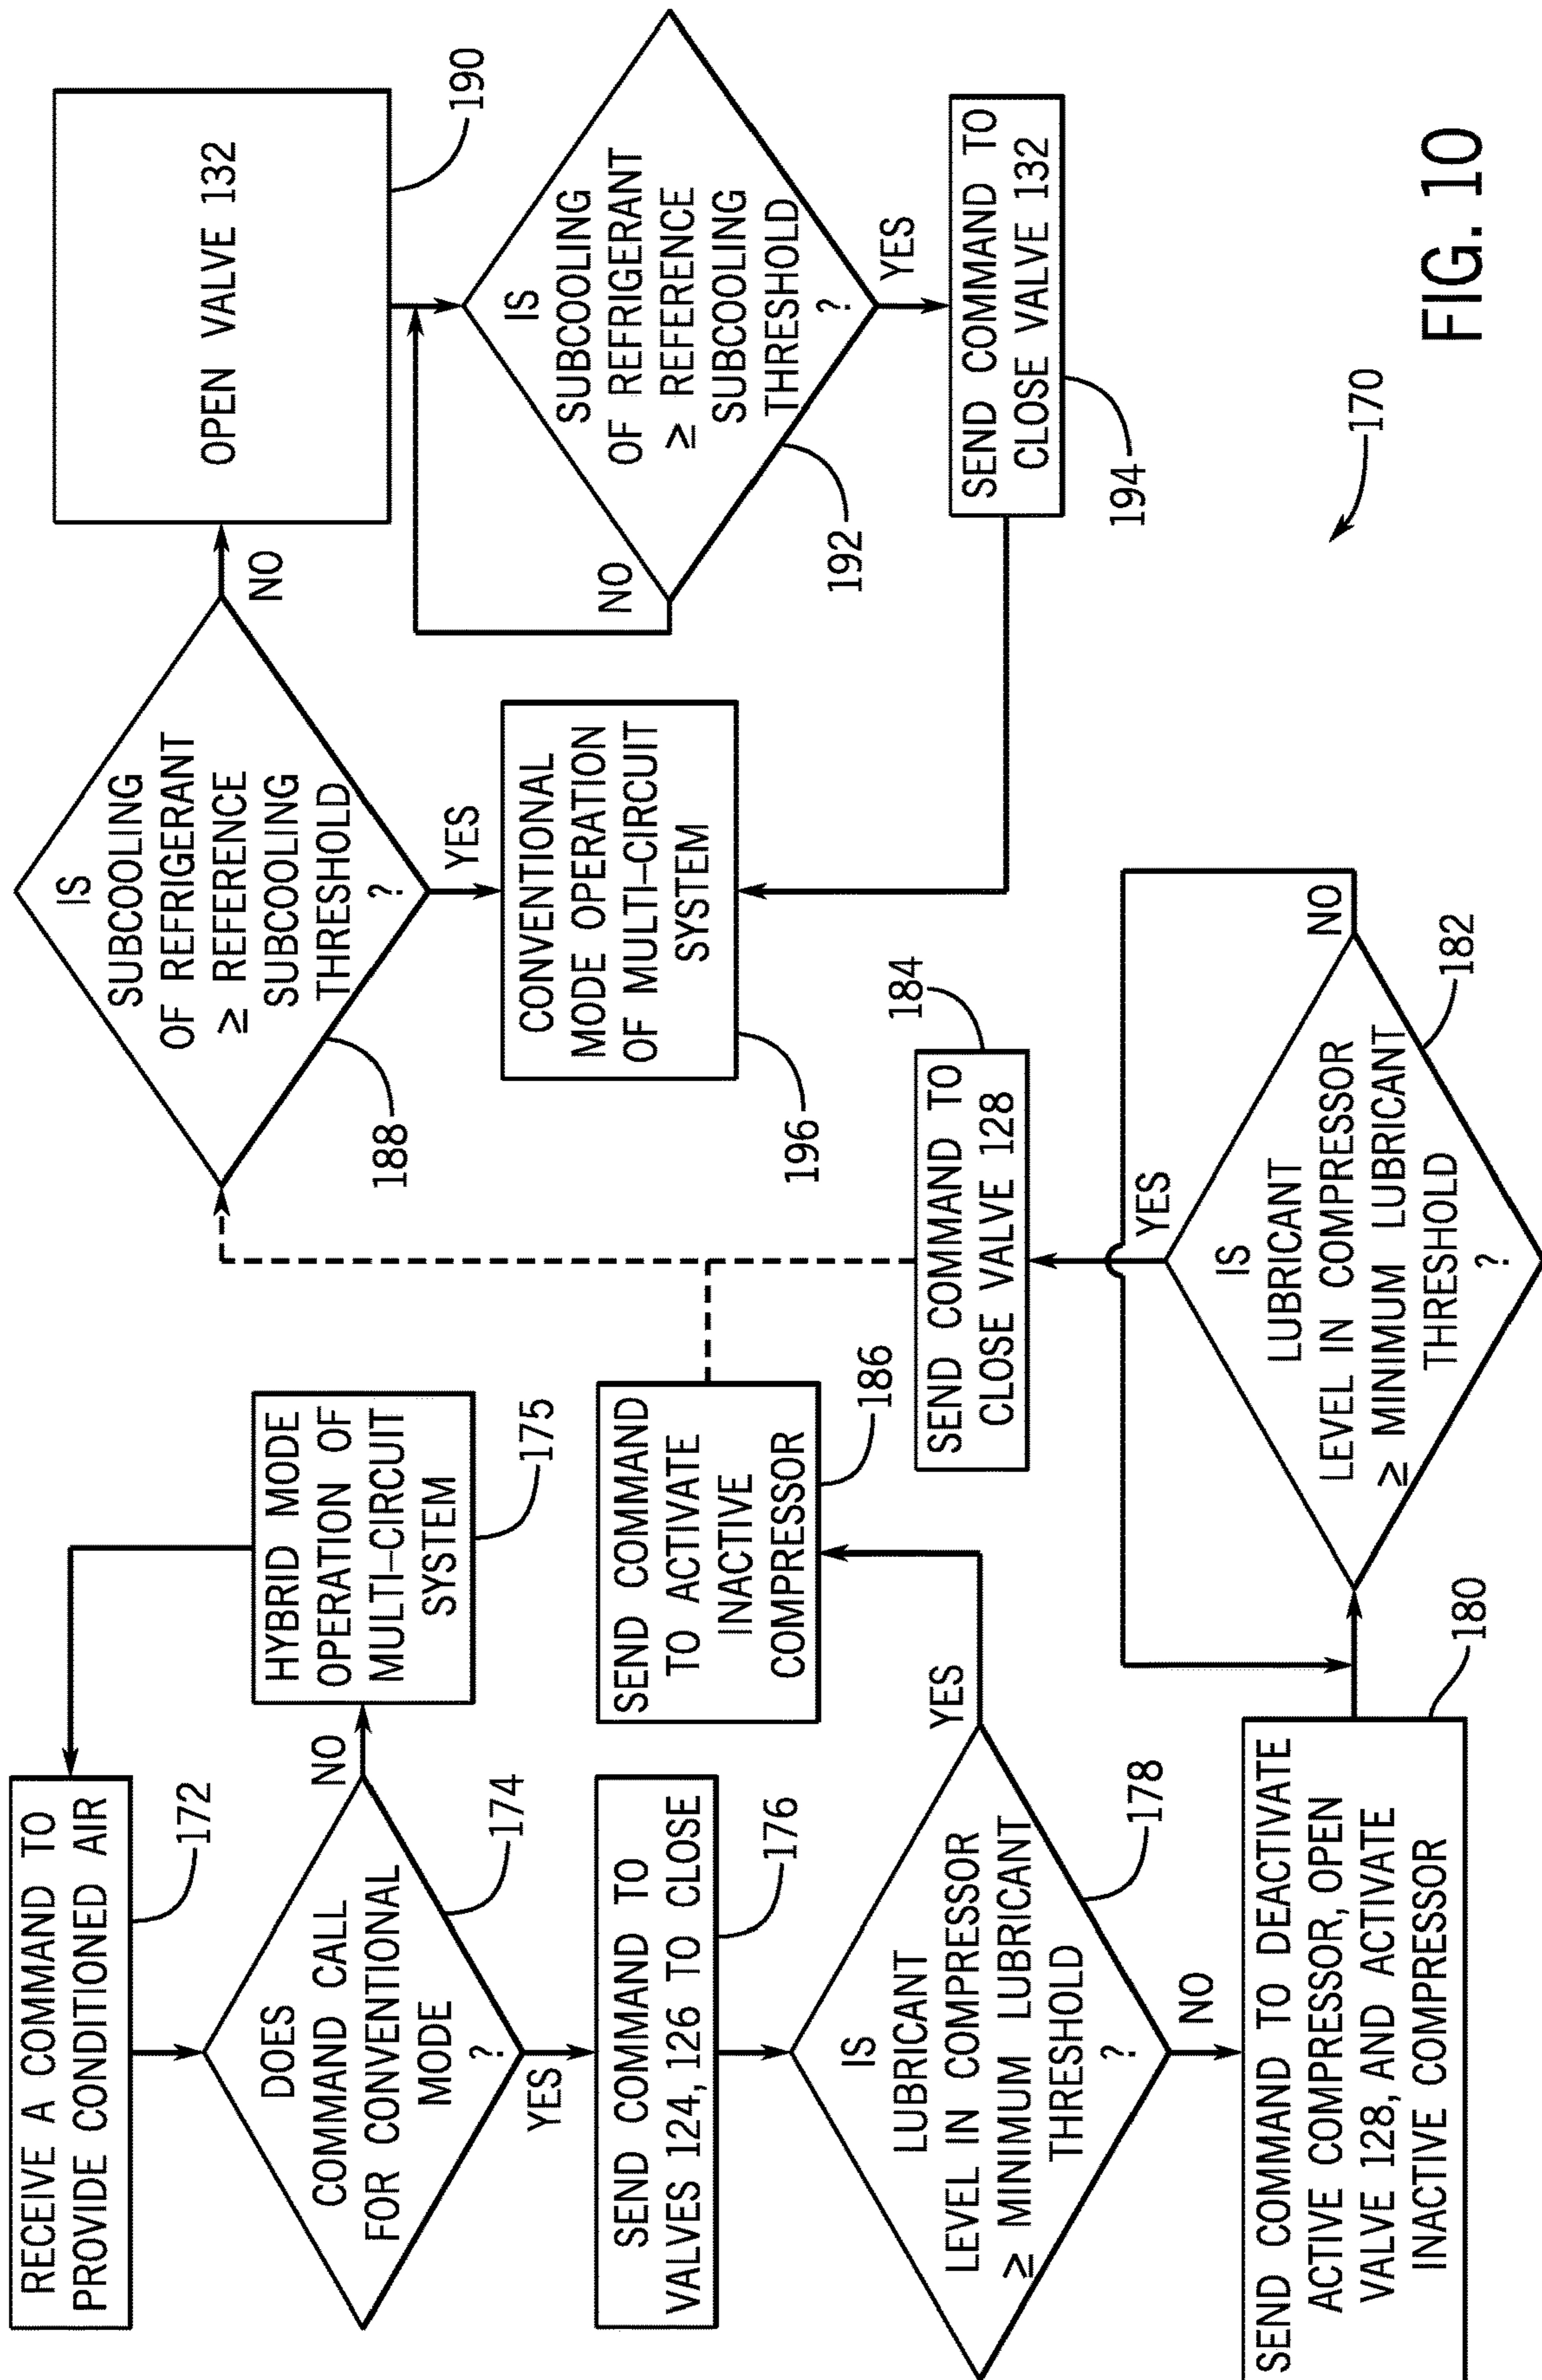 RECEIVE A COMMAND TO
PROVIDE CONDITIONED AIR
172
DOES
COMMAND CALL
FOR CONVENTIONAL
MODE
?
174
NO
YES
HYBRID MODE
OPERATION OF
MULTI-CIRCUIT
SYSTEM
175
SEND COMMAND TO
VALVES 124, 126 TO CLOSE
176
IS
LUBRICANT
LEVEL IN COMPRESSOR
≥ MINIMUM LUBRICANT
THRESHOLD
?
178
YES
NO
SEND COMMAND
TO ACTIVATE
INACTIVE
COMPRESSOR
186
SEND COMMAND TO DEACTIVATE
ACTIVE COMPRESSOR, OPEN
VALVE 128, AND ACTIVATE
INACTIVE COMPRESSOR
180
IS
LUBRICANT
LEVEL IN COMPRESSOR
≥ MINIMUM LUBRICANT
THRESHOLD
?
182
NO
YES
SEND COMMAND TO
CLOSE VALVE 128
184
IS
SUBCOOLING
OF REFRIGERANT
≥ REFERENCE
SUBCOOLING
THRESHOLD
?
188
NO
YES
CONVENTIONAL
MODE OPERATION
OF MULTI-CIRCUIT
SYSTEM
196
OPEN VALVE 132
190
IS
SUBCOOLING
OF REFRIGERANT
≥ REFERENCE
SUBCOOLING
THRESHOLD
?
192
NO
YES
SEND COMMAND TO
CLOSE VALVE 132
194
170
FIG. 10